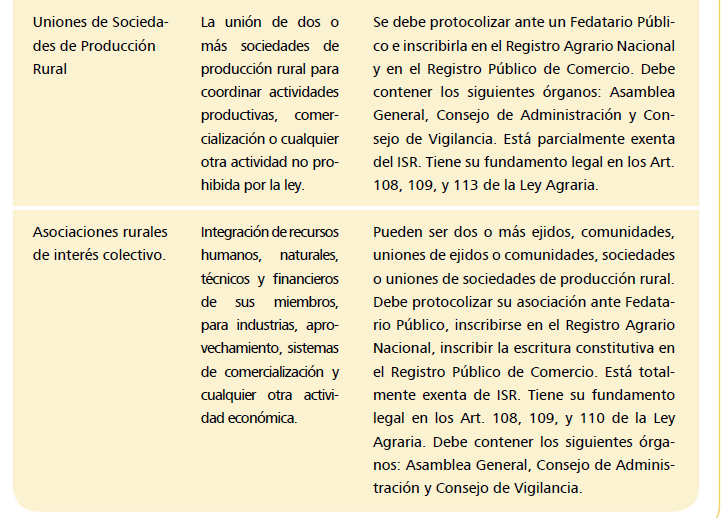 Uniones de Socieda-
des de Producción
Rural
La unión de dos o
más sociedades de
producción rural para
coordinar actividades
productivas, comer-
cialización o cualquier
otra actividad no pro-
hibida por la ley.
Se debe protocolizar ante un Fedatario Públi-
co e inscribirla en el Registro Agrario Nacional
y en el Registro Público de Comercio. Debe
contener los siguientes órganos: Asamblea
General, Consejo de Administración y Con-
sejo de Vigilancia. Está parcialmente exenta
del ISR. Tiene su fundamento legal en los Art.
108, 109, y 113 de la Ley Agraria.
Asociaciones rurales
de interés colectivo.
Integración de recursos
humanos, naturales,
técnicos y financieros
de sus miembros,
para industrias, apro-
vechamiento, sistemas
de comercialización y
cualquier otra activi-
dad económica.
Pueden ser dos o más ejidos, comunidades,
uniones de ejidos o comunidades, sociedades
o uniones de sociedades de producción rural.
Debe protocolizar su asociación ante Fedata-
rio Público, inscribirse en el Registro Agrario
Nacional, inscribir la escritura constitutiva en
el Registro Público de Comercio. Está total-
mente exenta de ISR. Tiene su fundamento
legal en los Art. 108, 109, y 110 de la Ley
Agraria. Debe contener los siguientes órga-
nos: Asamblea General, Consejo de Adminis-
tración y Consejo de Vigilancia.